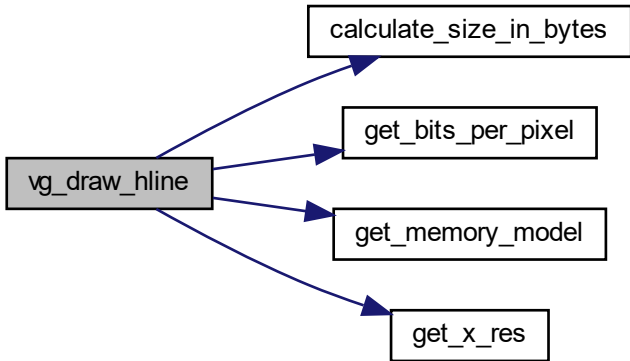 calculate_size_in_bytes
get_bits_per_pixel
vg_draw_hline
get_memory_model
get_x_res